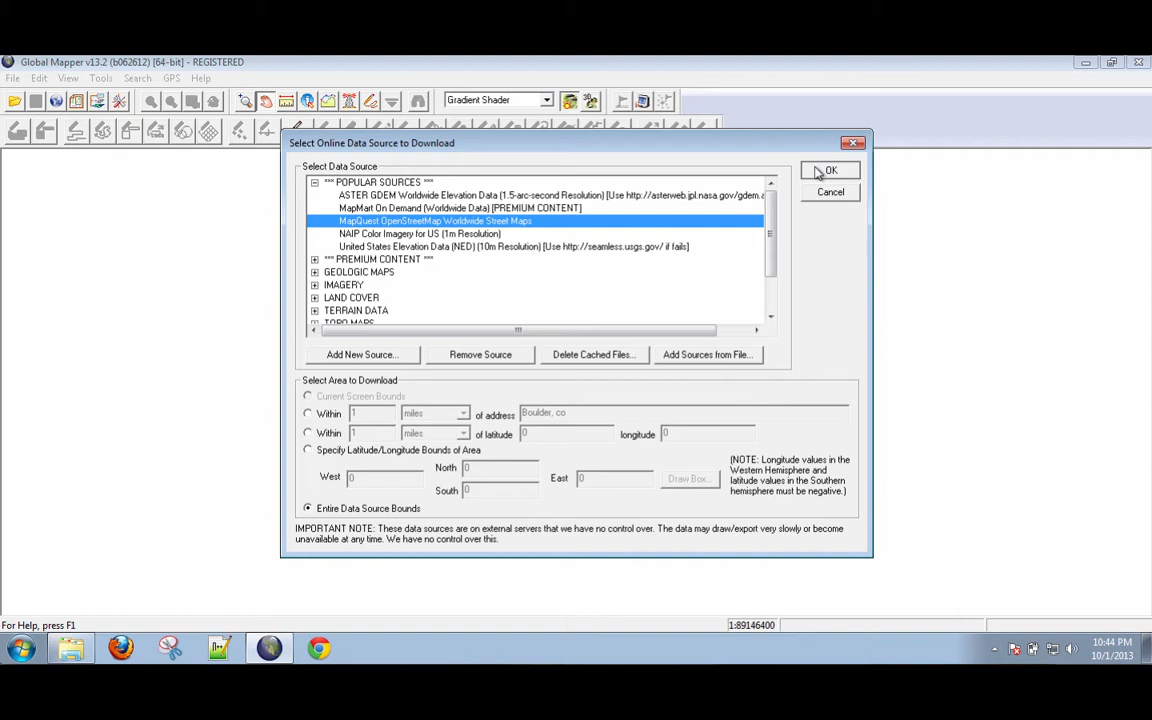 Global Mapper v13.2 (b062612) [64-bit] - REGISTERED
File Edit View Tools Search GPS Help
Gradient Shader
Select Online Data Source to Download
Select Data Source
*** POPULAR SOURCES ***
ASTER GDEM Worldwide Elevation Data (1.5-arc-second Resolution) [Use http://asterweb.jpl.nasa.gov/gdem.a
MapMart On Demand (Worldwide Data) [PREMIUM CONTENT]
MapQuest OpenStreetMap Worldwide Street Maps
NAIP Color Imagery for US (1m Resolution)
United States Elevation Data (NED) (10m Resolution) [Use http://seamless.usgs.gov/ if fails]
*** PREMIUM CONTENT ***
GEOLOGIC MAPS
IMAGERY
LAND COVER
TERRAIN DATA
TOPO MAPS
OK
Cancel
Add New Source... Remove Source Delete Cached Files... Add Sources from File...
Select Area to Download
Current Screen Bounds
Within 1 miles of address Boulder, co
Within 1 miles of latitude 0 longitude 0
Specify Latitude/Longitude Bounds of Area
West 0 North 0 South 0 East 0 Draw Box...
(NOTE: Longitude values in the
Western Hemisphere and
latitude values in the Southern
hemisphere must be negative.)
Entire Data Source Bounds
IMPORTANT NOTE: These data sources are on external servers that we have no control over. The data may draw/export very slowly or become
unavailable at any time. We have no control over this.
For Help, press F1
1:89146400
10:44 PM
10/1/2013